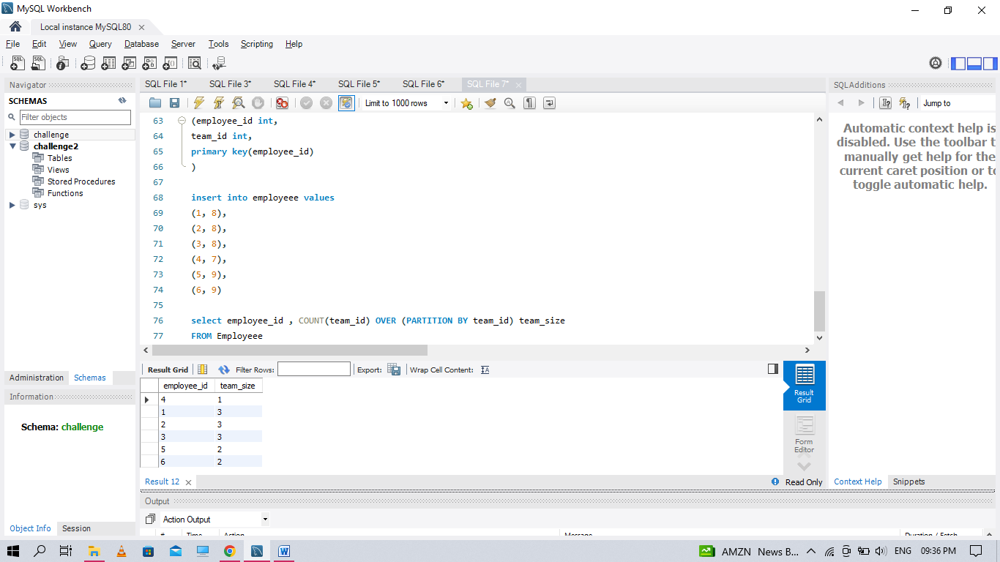 MySQL Workbench
Local instance MySQL80
File Edit View Query Database Server Tools Scripting Help
Navigator
SCHEMAS
Filter objects
challenge
challenge2
Tables
Views
Stored Procedures
Functions
sys
Administration Schemas
Information
Schema: challenge
Object Info Session
SQL File 1* SQL File 3* SQL File 4* SQL File 5* SQL File 6* SQL File 7*
Limit to 1000 rows
63 (employee_id int,
64 team_id int,
65 primary key(employee_id)
66 )
67
68 insert into employeee values
69 (1, 8),
70 (2, 8),
71 (3, 8),
72 (4, 7),
73 (5, 9),
74 (6, 9)
75
76 select employee_id , COUNT(team_id) OVER (PARTITION BY team_id) team_size
77 FROM Employeee
Result Grid Filter Rows: Export: Wrap Cell Content:
employee_id team_size
4 1
1 3
2 3
3 3
5 2
6 2
Result
Grid
Form
Editor
Result 12
Read Only
Output
Action Output
# Time Action Message Duration / Fetch
SQLAdditions
Jump to
Automatic context help is
disabled. Use the toolbar t
manually get help for the
current caret position or to
toggle automatic help.
Context Help Snippets
AMZN News B... ENG 09:36 PM